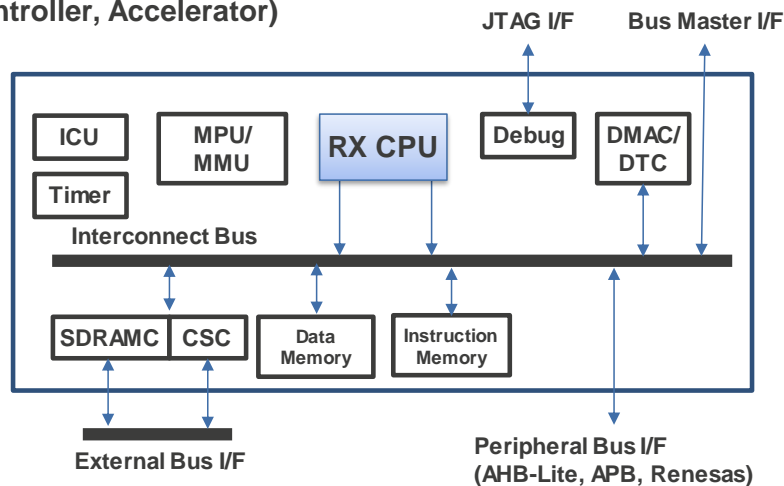 ntroller, Accelerator)
JTAG I/F
Bus Master I/F
ICU
MPU/
MMU
RX CPU
Debug
DMAC/
DTC
Timer
Interconnect Bus
SDRAMC
CSC
Data
Memory
Instruction
Memory
External Bus I/F
Peripheral Bus I/F
(AHB-Lite, APB, Renesas)